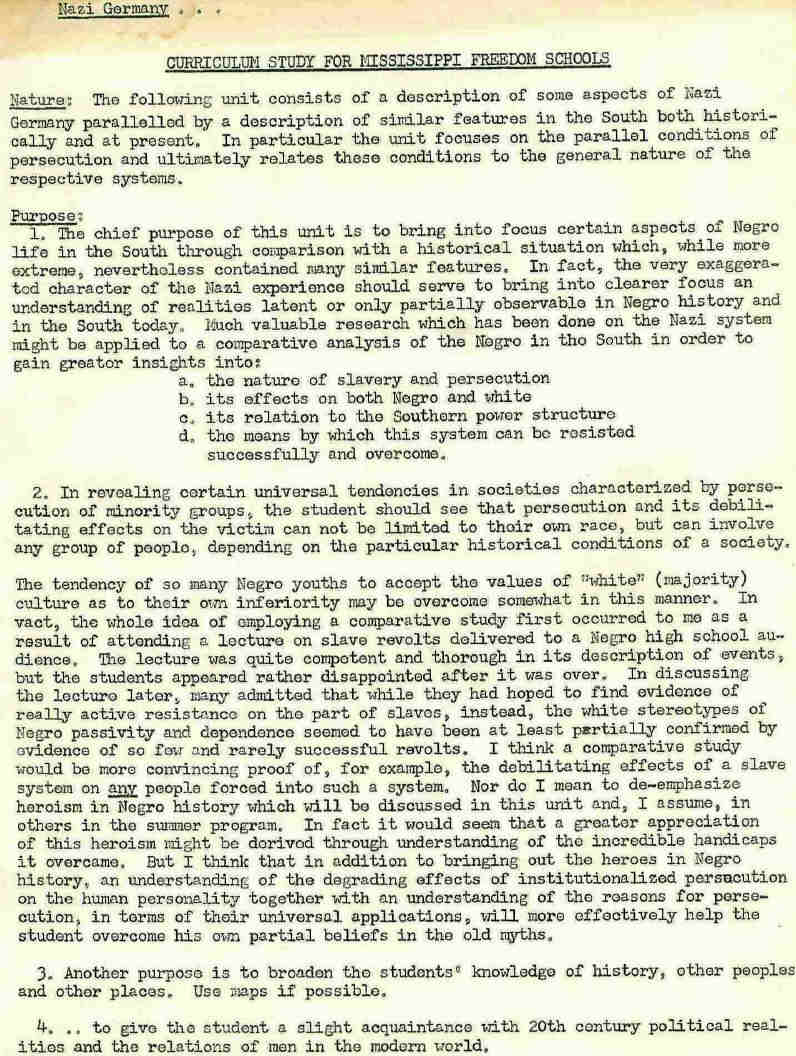 Nazi Germany . . .
CURRICULUM STUDY FOR MISSISSIPPI FREEDOM SCHOOLS
Nature: The following unit consists of a description of some aspects of Nazi
Germany parallelled by a description of similar features in the South both histori-
cally and at present. In particular the unit focuses on the parallel conditions of
persecution and ultimately relates these conditions to the general nature of the
respective systems.
Purpose:
1. The chief purpose of this unit is to bring into focus certain aspects of Negro
life in the South through comparison with a historical situation which, while more
extreme, nevertheless contained many similar features. In fact, the very exaggera-
ted character of the Nazi experience should serve to bring into clearer focus an
understanding of realities latent or only partially observable in Negro history and
in the South today. Much valuable research which has been done on the Nazi system
might be applied to a comparative analysis of the Negro in the South in order to
gain greater insights into:
a. the nature of slavery and persecution
b. its effects on both Negro and white
c. its relation to the Southern power structure
d. the means by which this system can be resisted
successfully and overcome.
2. In revealing certain universal tendencies in societies characterized by perse-
cution of minority groups, the student should see that persecution and its debili-
tating effects on the victim can not be limited to their own race, but can involve
any group of people, depending on the particular historical conditions of a society.
The tendency of so many Negro youths to accept the values of "white" (majority)
culture as to their own inferiority may be overcome somewhat in this manner. In
vact, the whole idea of employing a comparative study first occurred to me as a
result of attending a lecture on slave revolts delivered to a Negro high school au-
dience. The lecture was quite competent and thorough in its description of events,
but the students appeared rather disappointed after it was over. In discussing
the lecture later, many admitted that while they had hoped to find evidence of
really active resistance on the part of slaves, instead, the white stereotypes of
Negro passivity and dependence seemed to have been at least partially confirmed by
evidence of so few and rarely successful revolts. I think a comparative study
would be more convincing proof of, for example, the debilitating effects of a slave
system on any people forced into such a system. Nor do I mean to de-emphasize
heroism in Negro history which will be discussed in this unit and, I assume, in
others in the summer program. In fact it would seem that a greater appreciation
of this heroism might be derived through understanding of the incredible handicaps
it overcame. But I think that in addition to bringing out the heroes in Negro
history, an understanding of the degrading effects of institutionalized persecution
on the human personality together with an understanding of the reasons for perse-
cution, in terms of their universal applications, will more effectively help the
student overcome his own partial beliefs in the old myths.
3. Another purpose is to broaden the students' knowledge of history, other peoples
and other places. Use maps if possible.
4. .. to give the student a slight acquaintance with 20th century political real-
ities and the relations of men in the modern world.